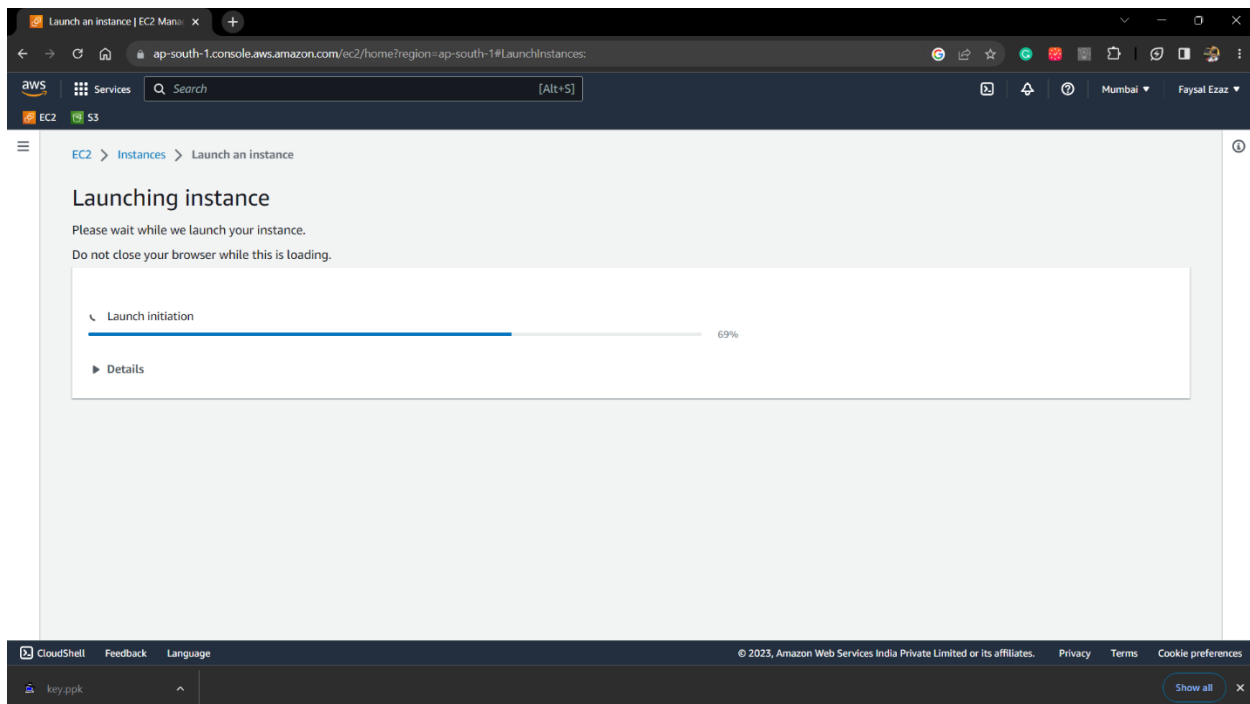 Launch an instance | EC2 Mana
ap-south-1.console.aws.amazon.com/ec2/home?region=ap-south-1#LaunchInstances:
aws Services Search [Alt+S] Mumbai Faysal Ezaz
EC2 S3
EC2 > Instances > Launch an instance
Launching instance
Please wait while we launch your instance.
Do not close your browser while this is loading.
Launch initiation
69%
Details
CloudShell Feedback Language © 2023, Amazon Web Services India Private Limited or its affiliates. Privacy Terms Cookie preferences
key.ppk Show all